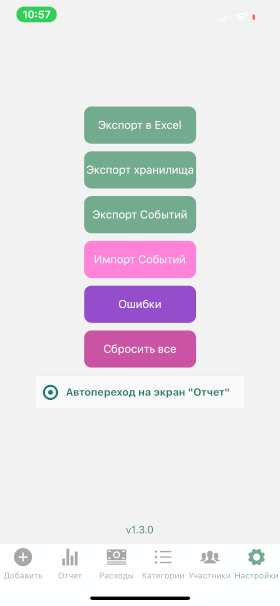 10:57
Экспорт в Excel
Экспорт хранилища
Экспорт Событий
Импорт Событий
Ошибки
Сбросить все
Автопереход на экран "Отчет"
v1.3.0
Добавить Отчет Расходы Категории Участники Настройки